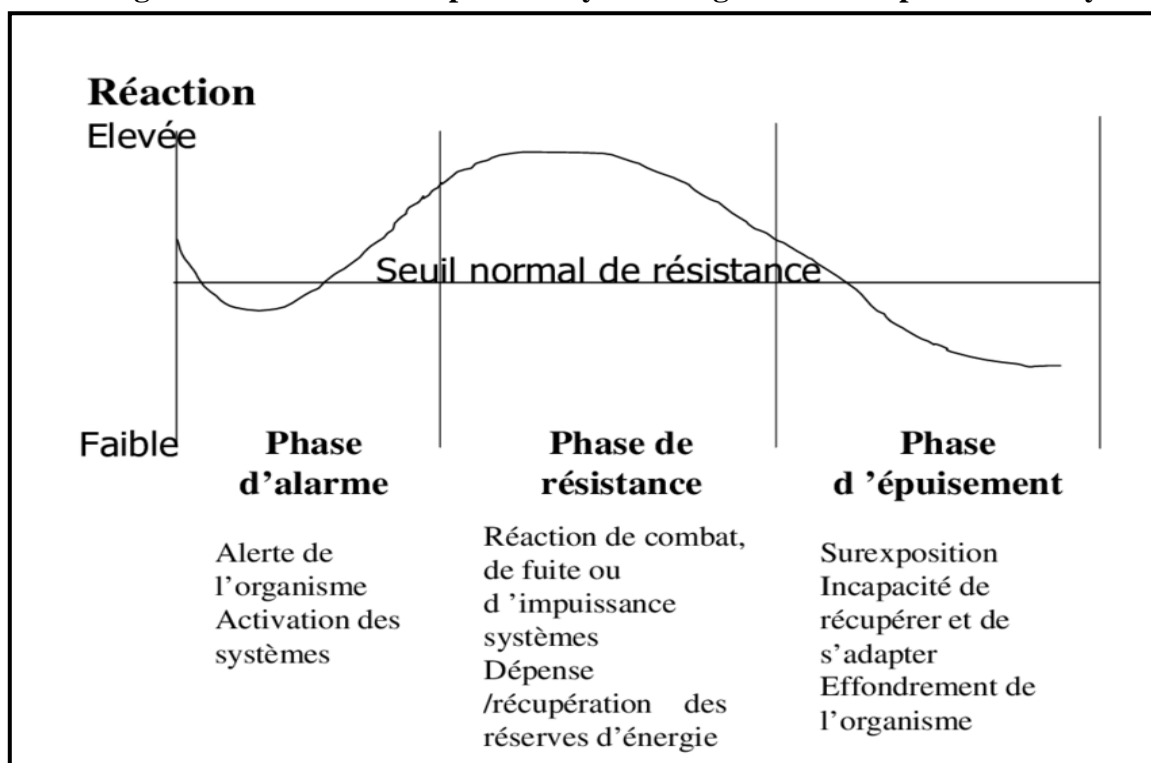 Réaction
Elevée
Seuil normal de résistance
Faible
Phase
d’alarme
Phase de
résistance
Phase
d ’épuisement
Alerte de
l’organisme
Activation des
systèmes
Réaction de combat,
de fuite ou
d ’impuissance
systèmes
Dépense
/récupération des
réserves d’énergie
Surexposition
Incapacité de
récupérer et de
s’adapter
Effondrement de
l’organisme